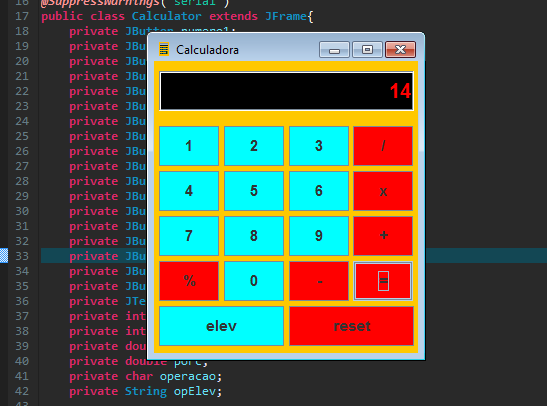 16 @SuppressWarnings("serial")
17 public class Calculator extends JFrame{
18 private JButton numero1;
19 private JBu
20 private JBu
21 private JBu
22 private JBu
23 private JBu
24 private JBu
25 private JBu
26 private JBu
27 private JBu
28 private JBu
29 private JBu
30 private JBu
31 private JBu
32 private JBu
33 private JBu
34 private JBu
35 private JBu
36 private JTe
37 private int
38 private int
39 private dou
40 private double porc;
41 private char operacao;
42 private String opElev;
Calculadora
14
1 2 3 /
4 5 6 x
7 8 9 +
% 0 - =
elev reset